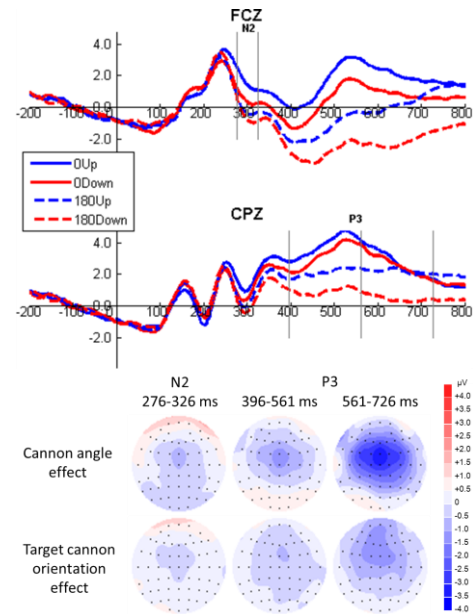 FCZ
N2
4.0
2.0
0.0
-200 -100 100 200 300 400 500 600 700 800
-2.0
0Up
0Down
180Up
180Down
CPZ
P3
4.0
2.0
0.0
-200 -100 100 200 300 400 500 600 700 800
-2.0
N2 P3
276-326 ms 396-561 ms 561-726 ms
Cannon angle
effect
Target cannon
orientation
effect
µV
+4.0
+3.5
+3.0
+2.5
+2.0
+1.5
+1.0
+0.5
0
-0.5
-1.0
-1.5
-2.0
-2.5
-3.0
-3.5
-4.0